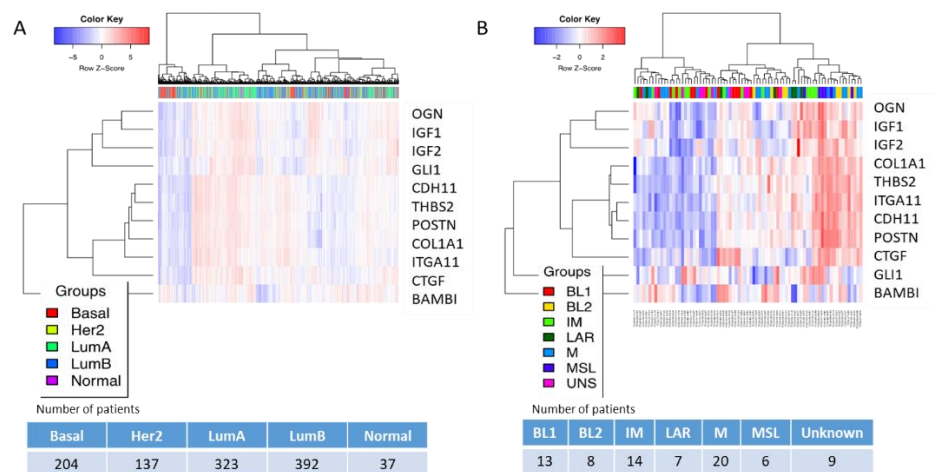 A
Color Key
-5 0 5
Row Z-Score
OGN
IGF1
IGF2
GLI1
CDH11
THBS2
POSTN
COL1A1
ITGA11
CTGF
BAMBI
Groups
Basal
Her2
LumA
LumB
Normal
Number of patients
Basal Her2 LumA LumB Normal
204 137 323 392 37
B
Color Key
-2 0 2
Row Z-Score
OGN
IGF1
IGF2
COL1A1
THBS2
ITGA11
CDH11
POSTN
CTGF
GLI1
BAMBI
Groups
BL1
BL2
IM
LAR
M
MSL
UNS
Number of patients
BL1 BL2 IM LAR M MSL Unknown
13 8 14 7 20 6 9